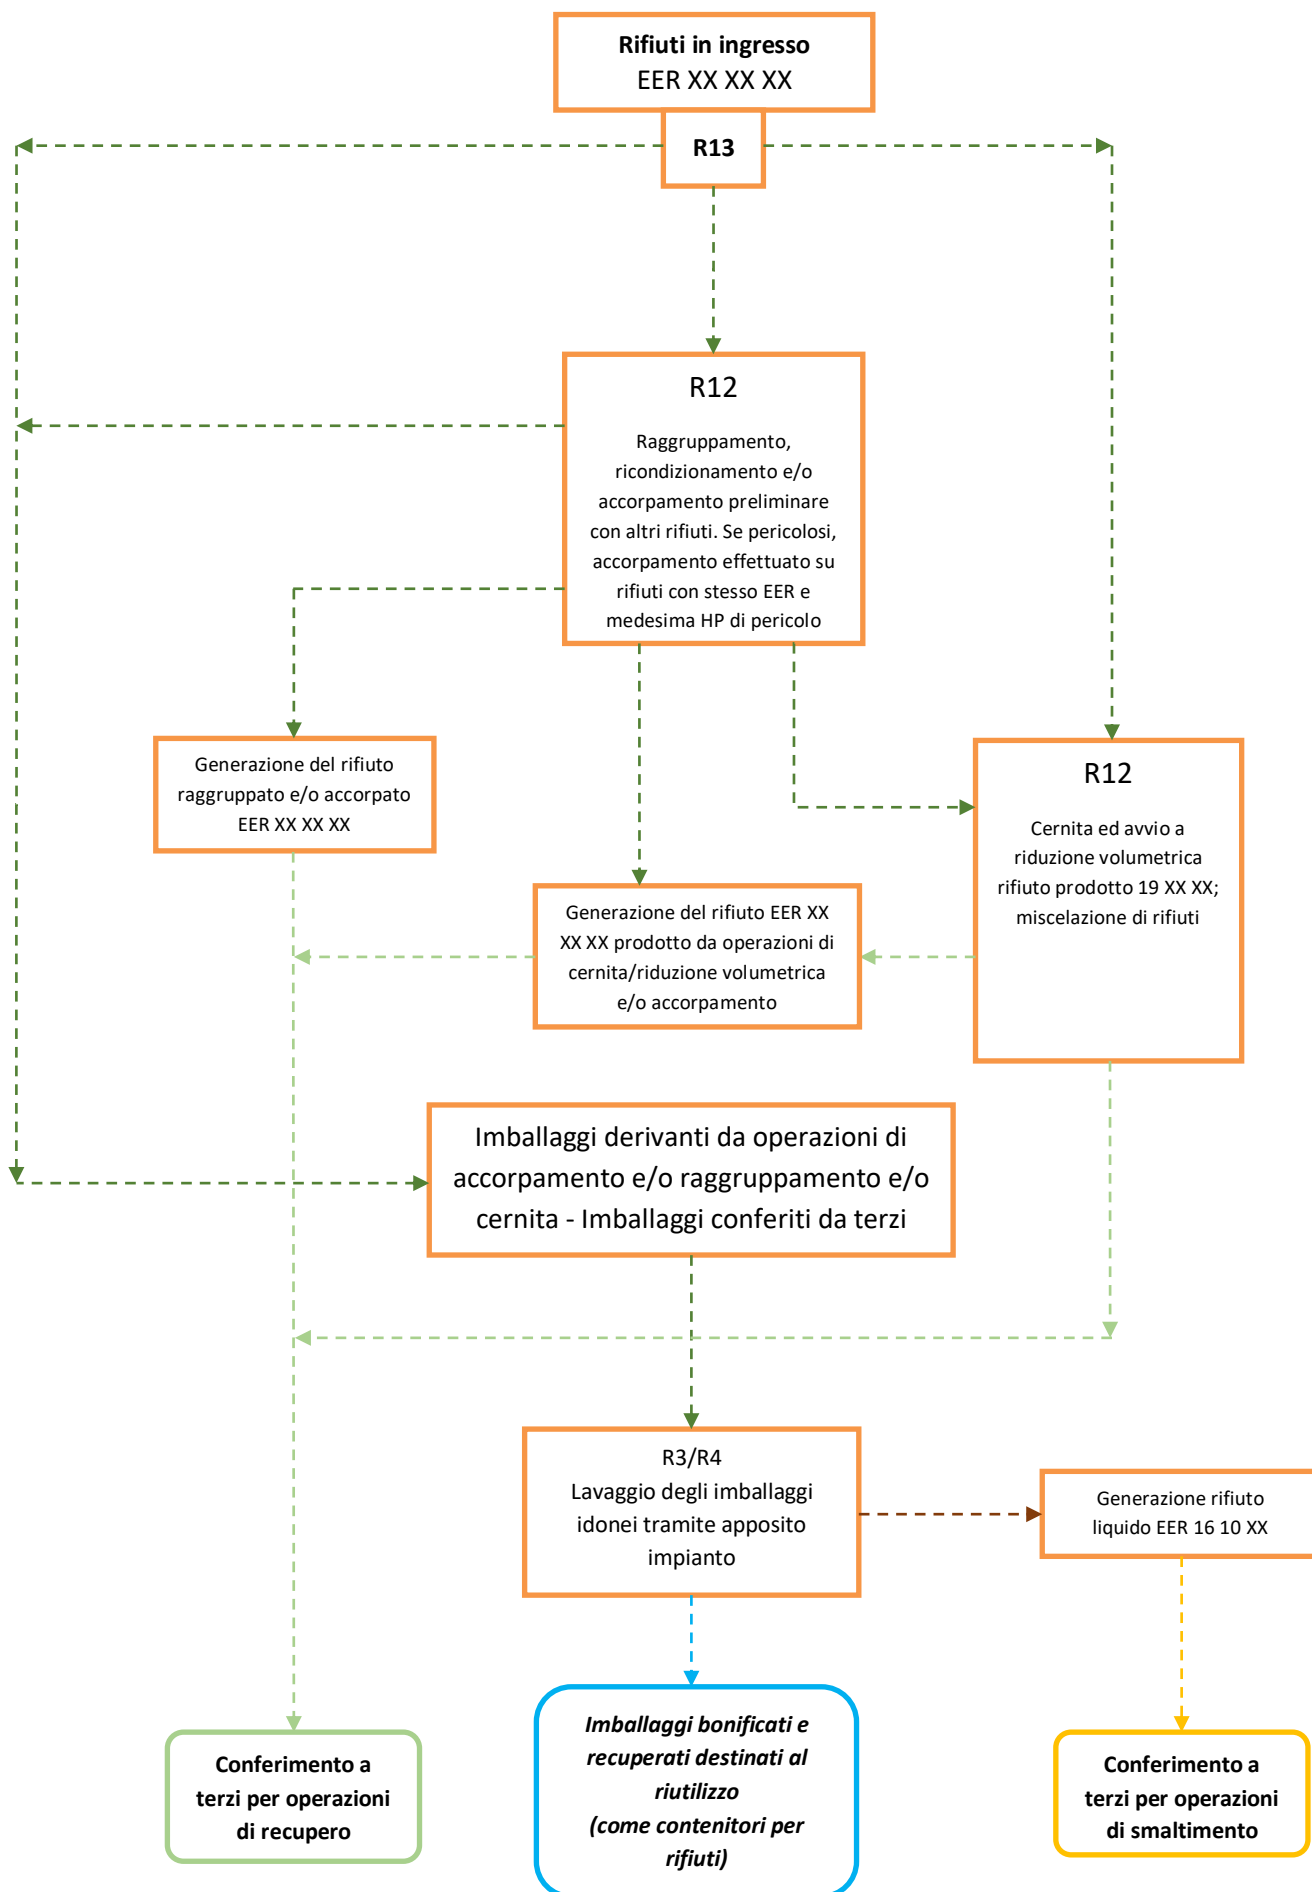 Rifiuti in ingresso
EER XX XX XX
R13
R12
Raggruppamento,
ricondizionamento e/o
accorpamento preliminare
con altri rifiuti. Se pericolosi,
accorpamento effettuato su
rifiuti con stesso EER e
medesima HP di pericolo
Generazione del rifiuto
raggruppato e/o accorpato
EER XX XX XX
R12
Cernita ed avvio a
riduzione volumetrica
rifiuto prodotto 19 XX XX;
miscelazione di rifiuti
Generazione del rifiuto EER XX
XX XX prodotto da operazioni di
cernita/riduzione volumetrica
e/o accorpamento
Imballaggi derivanti da operazioni di
accorpamento e/o raggruppamento e/o
cernita - Imballaggi conferiti da terzi
R3/R4
Lavaggio degli imballaggi
idonei tramite apposito
impianto
Generazione rifiuto
liquido EER 16 10 XX
Conferimento a
terzi per operazioni
di recupero
Imballaggi bonificati e
recuperati destinati al
riutilizzo
(come contenitori per
rifiuti)
Conferimento a
terzi per operazioni
di smaltimento